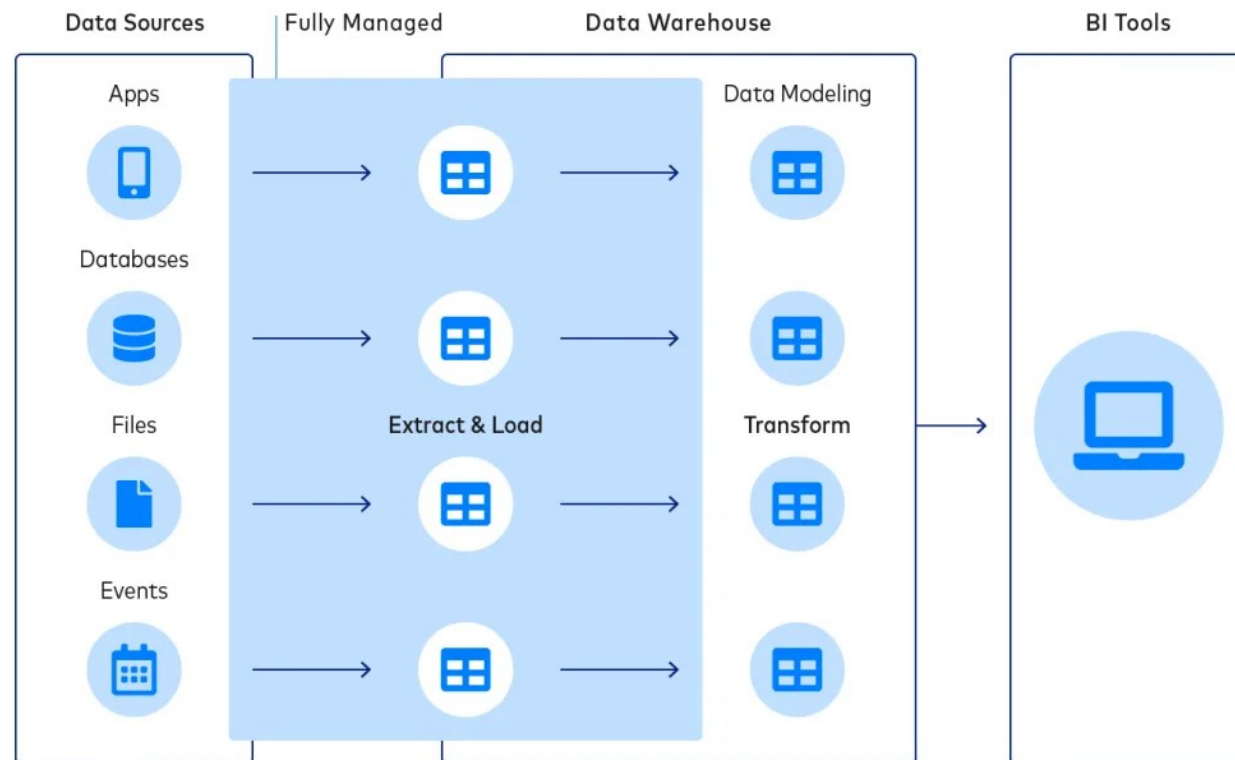 Data Sources
Fully Managed
Data Warehouse
BI Tools
Apps
Data Modeling
Databases
Files
Extract & Load
Transform
Events